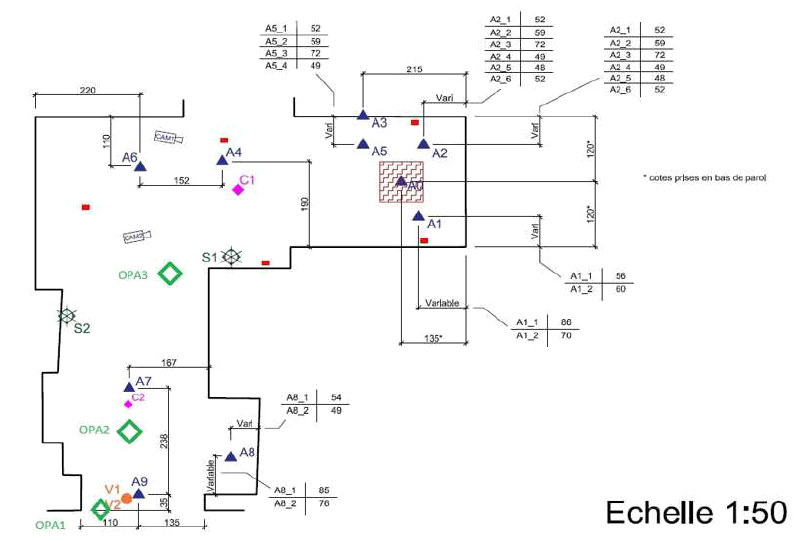 A5_1 52
A5_2 59
A5_3 72
A5_4 49
A2_1 52
A2_2 59
A2_3 72
A2_4 49
A2_5 48
A2_6 52
A2_1 52
A2_2 59
A2_3 72
A2_4 49
A2_5 48
A2_6 52
215
220
Vari
A3
CAM1
110
Vari
A6
A4
A5
A2
Vari
120*
152
C1
A0
* cotes prises en bas de paroi
190
A1
Vari
120*
CAM2
S1
OPA3
A1_1 56
A1_2 60
Variable
S2
A1_1 86
A1_2 70
135*
167
A7
C2
A8_1 54
A8_2 49
OPA2
Vari
238
A8
Variable
V1
A9
V2
35
A8_1 85
A8_2 76
OPA1
110
135
Echelle 1:50